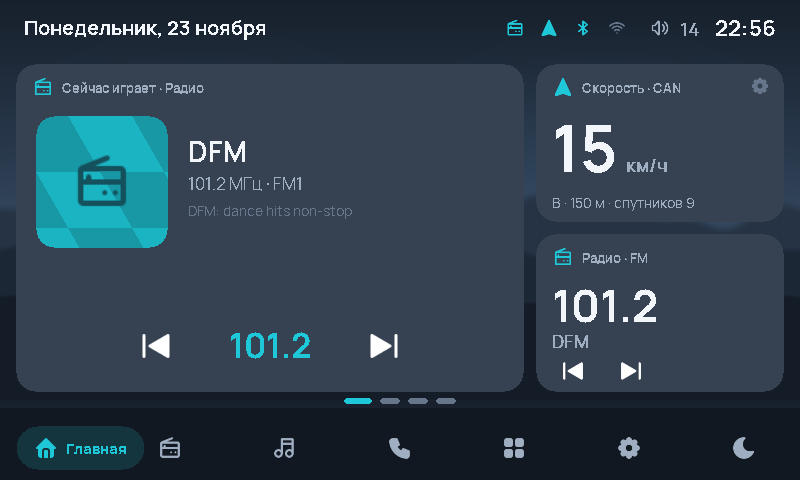 Понедельник, 23 ноября
14 22:56
Сейчас играет · Радио
DFM
101.2 МГц · FM1
DFM: dance hits non-stop
101.2
Скорость · CAN
15 км/ч
В · 150 м · спутников 9
Радио · FM
101.2
DFM
Главная